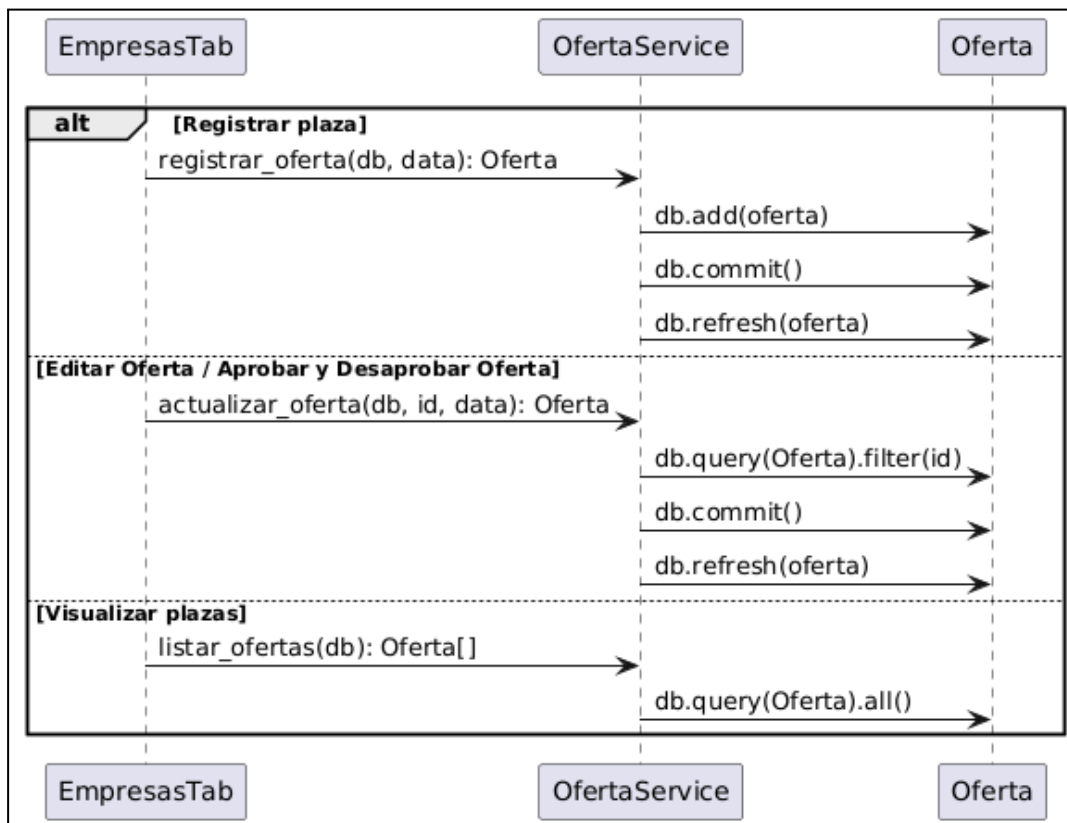 EmpresasTab OfertaService Oferta
alt [Registrar plaza]
registrar_oferta(db, data): Oferta
db.add(oferta)
db.commit()
db.refresh(oferta)
[Editar Oferta / Aprobar y Desaprobar Oferta]
actualizar_oferta(db, id, data): Oferta
db.query(Oferta).filter(id)
db.commit()
db.refresh(oferta)
[Visualizar plazas]
listar_ofertas(db): Oferta[]
db.query(Oferta).all()
EmpresasTab OfertaService Oferta